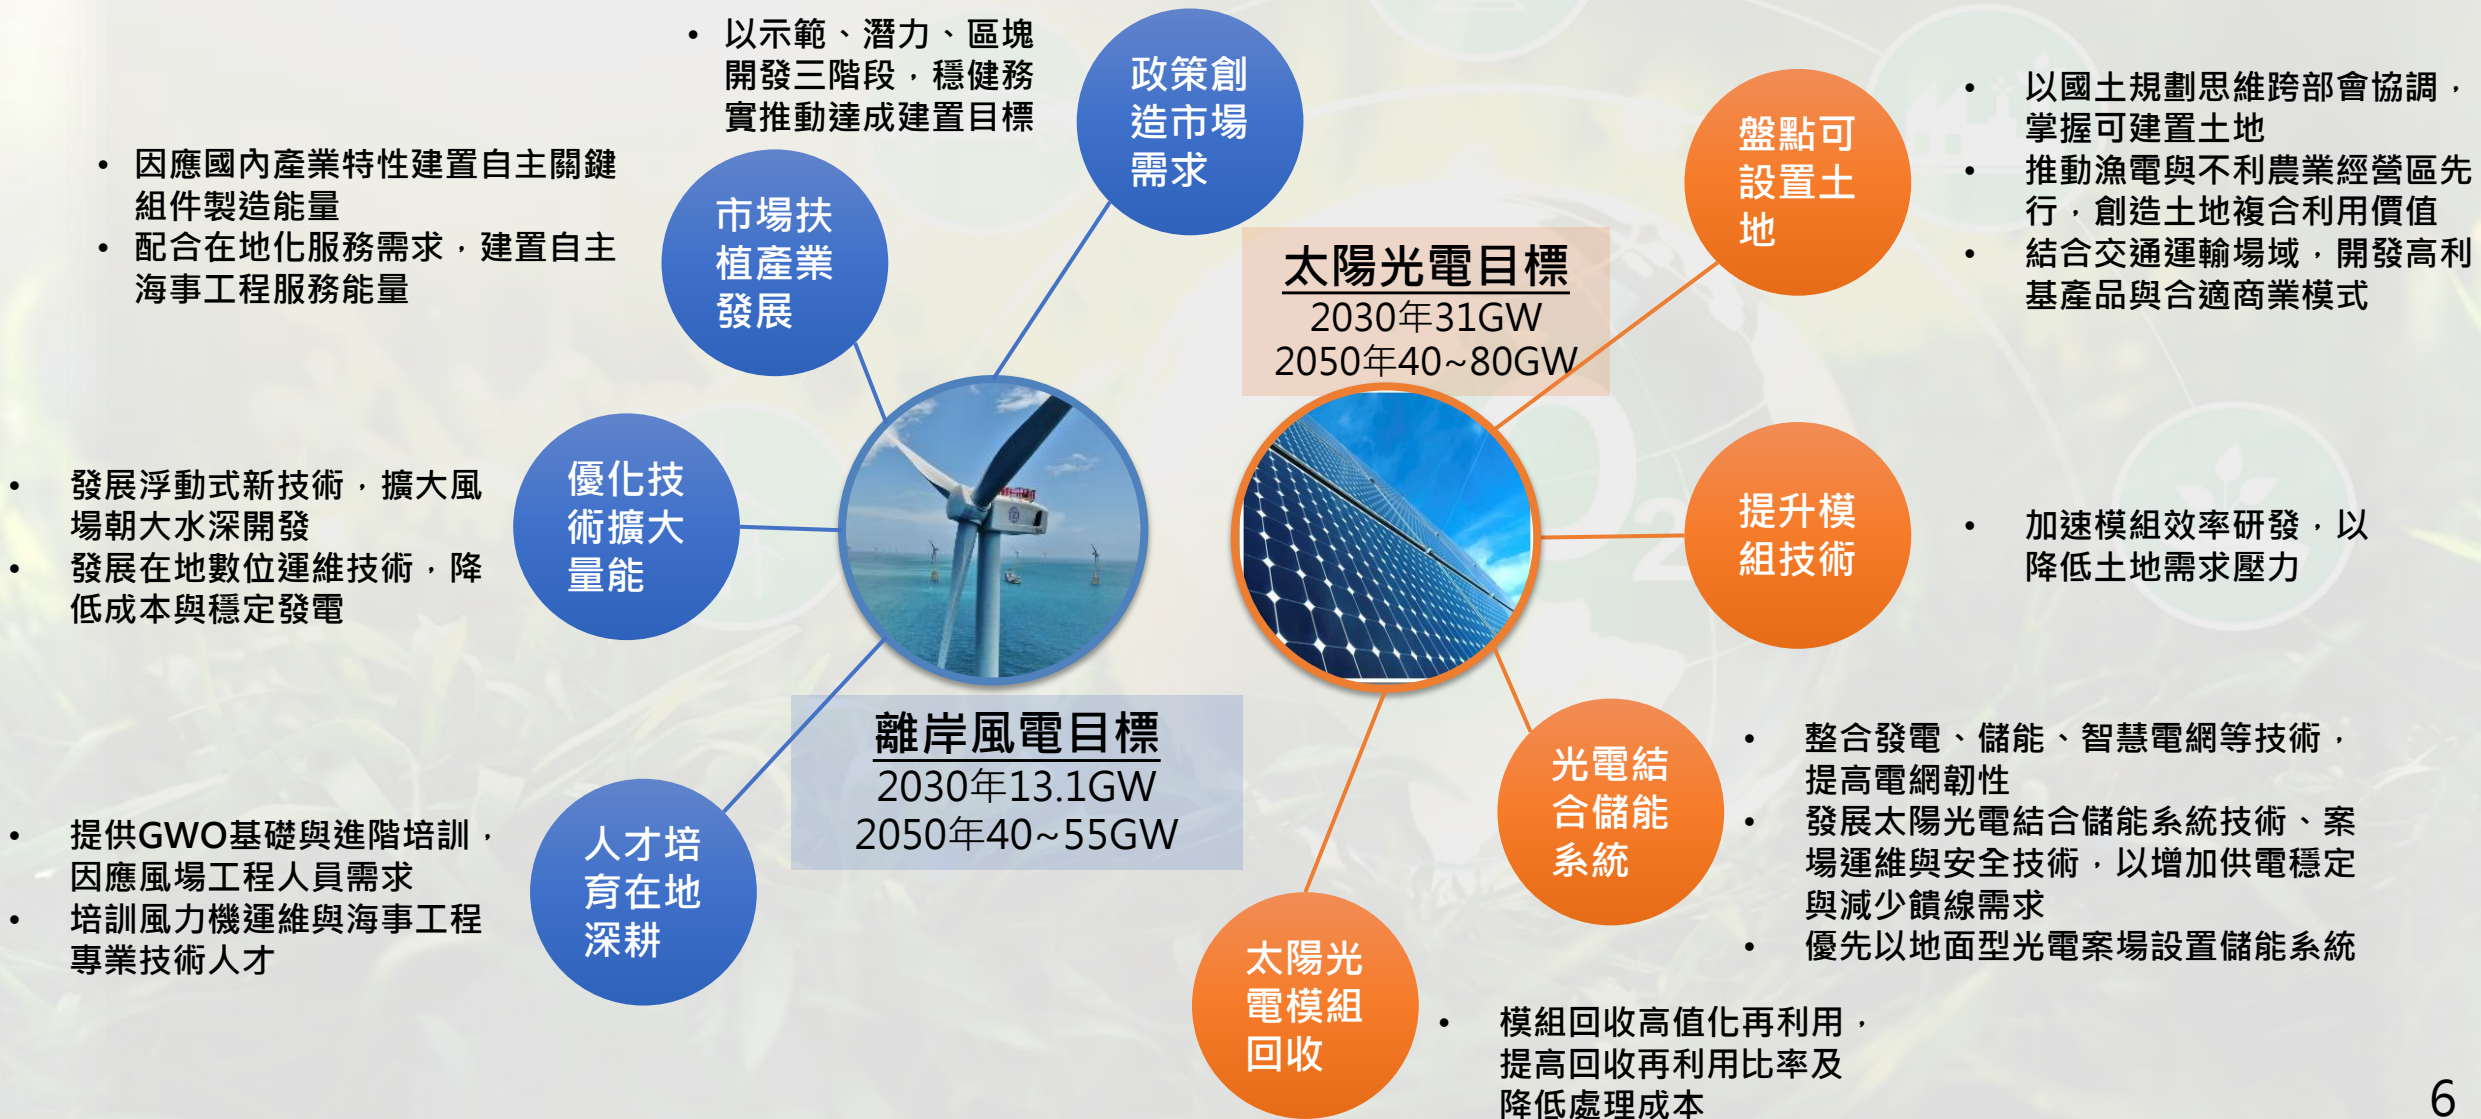 • 以示範、潛力、區塊
開發三階段，穩健務
實推動達成建置目標
政策創
造市場
需求
• 因應國內產業特性建置自主關鍵
組件製造能量
• 配合在地化服務需求，建置自主
海事工程服務能量
市場扶
植產業
發展
• 發展浮動式新技術，擴大風
場朝大水深開發
• 發展在地數位運維技術，降
低成本與穩定發電
優化技
術擴大
量能
• 提供GWO基礎與進階培訓，
因應風場工程人員需求
• 培訓風力機運維與海事工程
專業技術人才
人才培
育在地
深耕
離岸風電目標
2030年13.1GW
2050年40~55GW
太陽光電目標
2030年31GW
2050年40~80GW
盤點可
設置土
地
• 以國土規劃思維跨部會協調，
掌握可建置土地
• 推動漁電與不利農業經營區先
行，創造土地複合利用價值
• 結合交通運輸場域，開發高利
基產品與合適商業模式
提升模
組技術
• 加速模組效率研發，以
降低土地需求壓力
光電結
合儲能
系統
• 整合發電、儲能、智慧電網等技術，
提高電網韌性
• 發展太陽光電結合儲能系統技術、案
場運維與安全技術，以增加供電穩定
與減少饋線需求
• 優先以地面型光電案場設置儲能系統
太陽光
電模組
回收
• 模組回收高值化再利用，
提高回收再利用比率及
降低處理成本
6